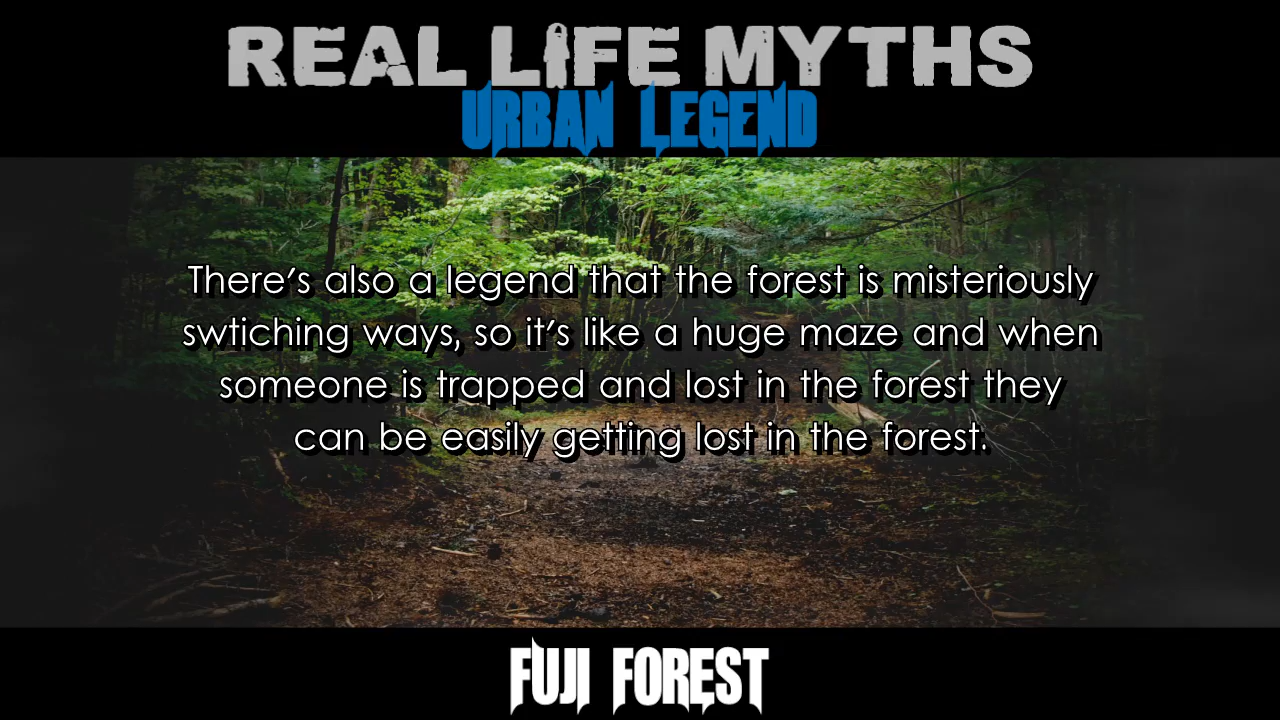 REAL LIFE MYTHS
URBAN LEGEND
There's also a legend that the forest is misteriously
swtiching ways, so it's like a huge maze and when
someone is trapped and lost in the forest they
can be easily getting lost in the forest.
FUJI FOREST